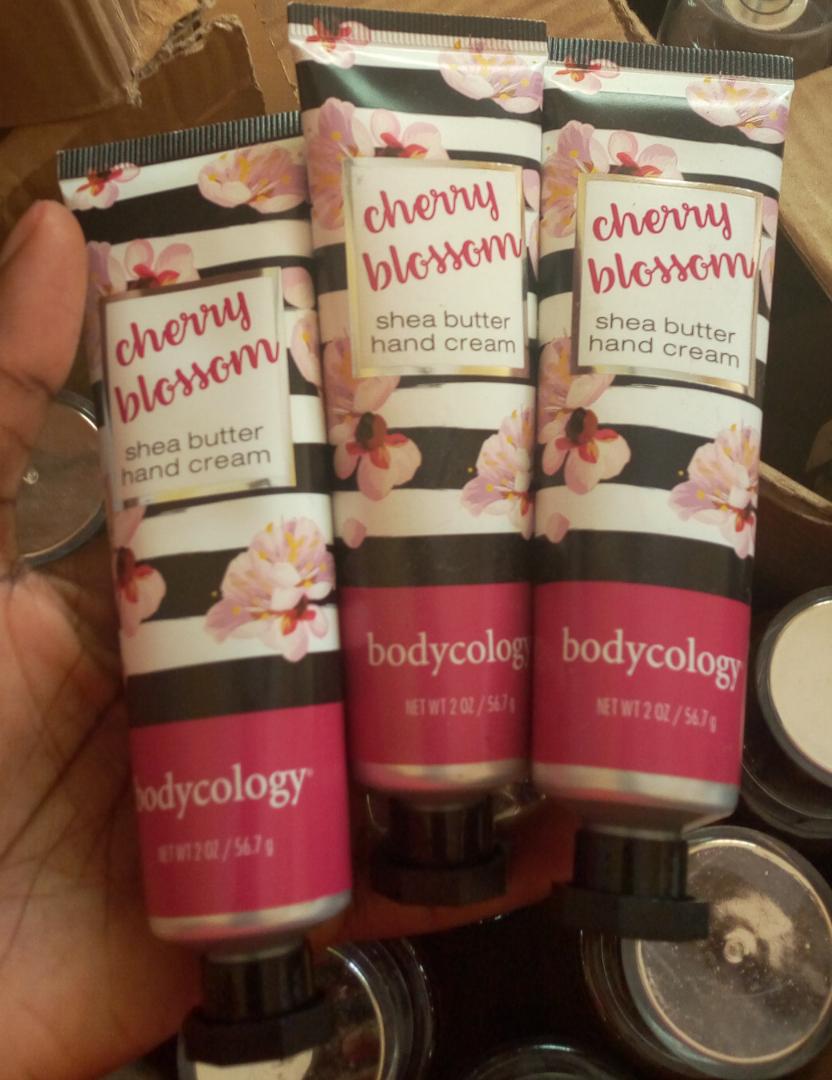 cherry
blossom
shea butter
hand cream
bodycology
NET WT 2 OZ / 56.7 g
cherry
blossom
shea butter
hand cream
bodycology
NET WT 2 OZ / 56.7 g
cherry
blossom
shea butter
hand cream
bodycology
NET WT 2 OZ / 56.7 g